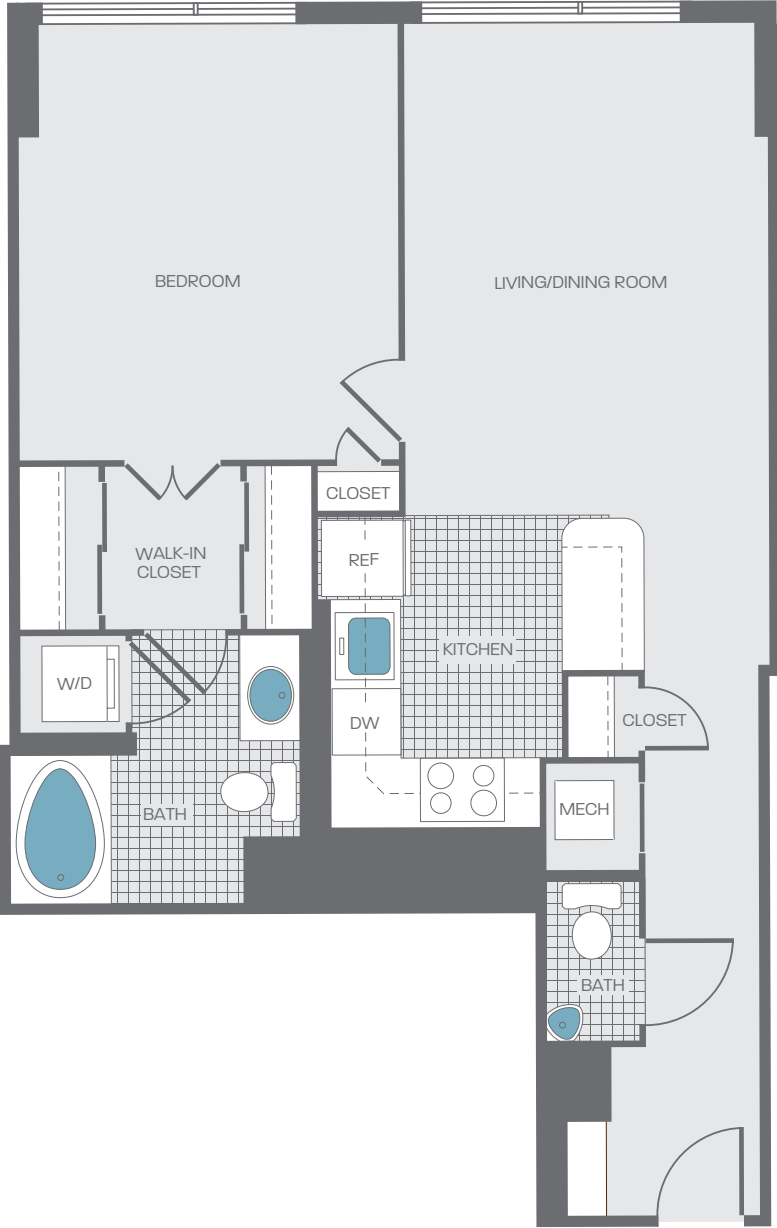 BEDROOM
LIVING/DINING ROOM
CLOSET
WALK-IN
CLOSET
REF
KITCHEN
W/D
DW
CLOSET
BATH
MECH
BATH